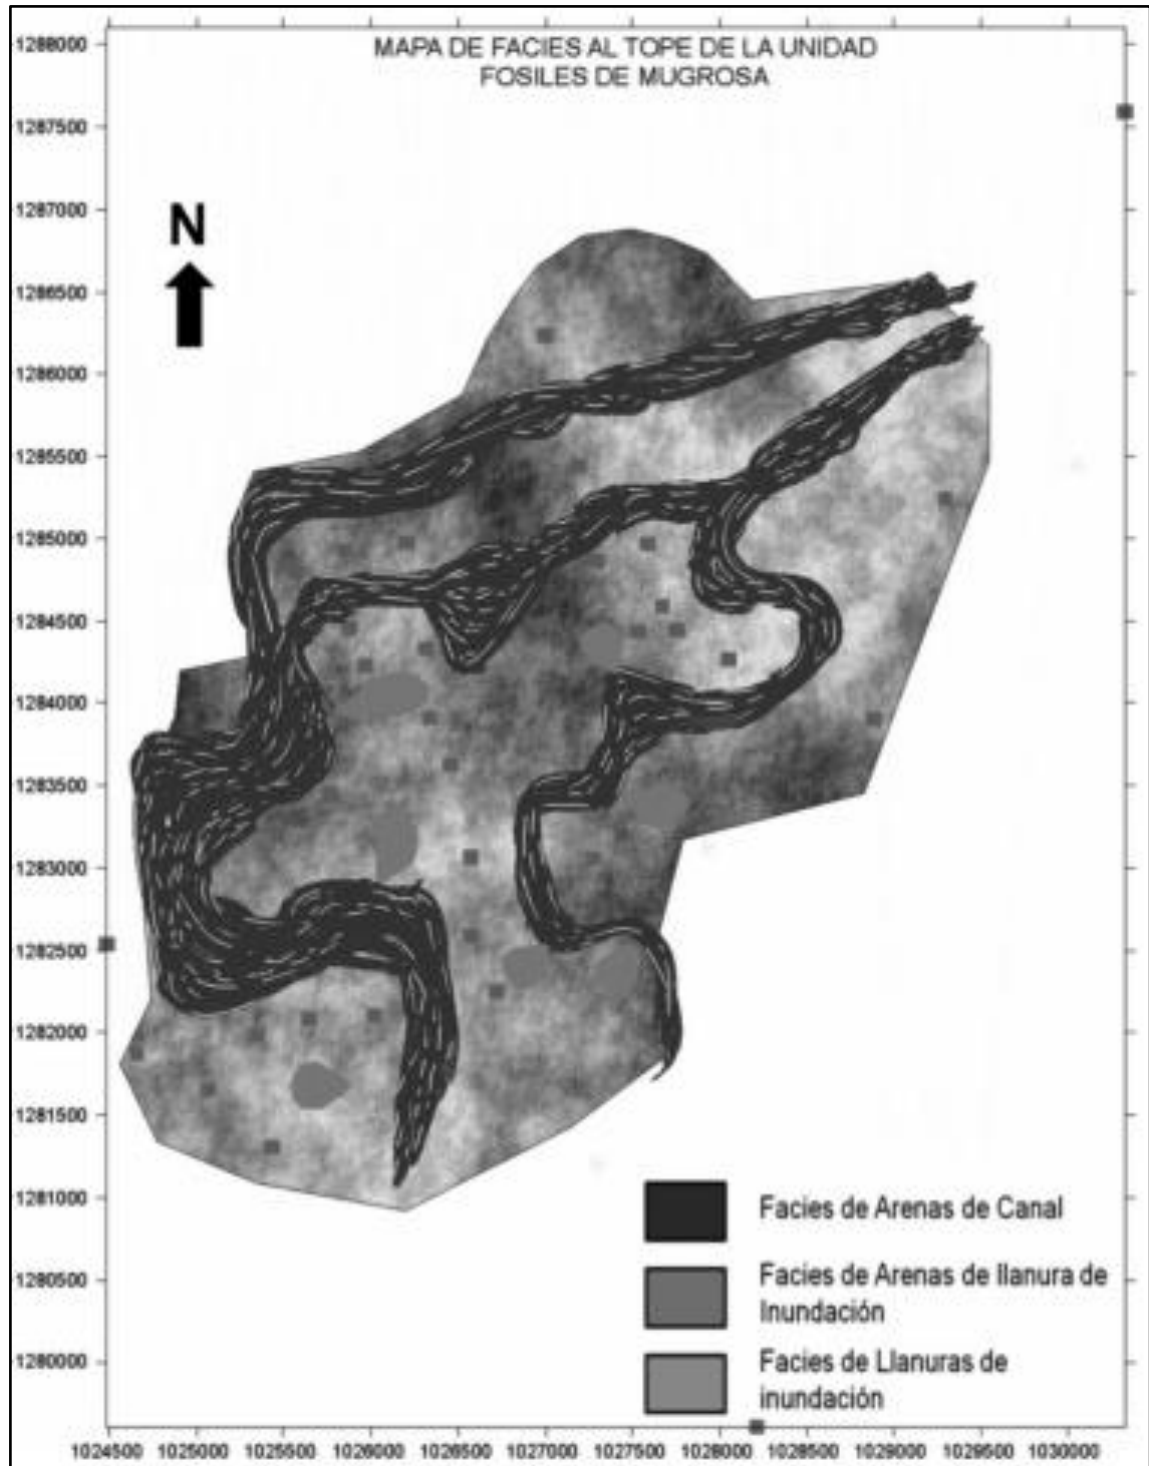 MAPA DE FACIES AL TOPE DE LA UNIDAD
FOSILES DE MUGROSA
1288000
1287500
1287000
N
1286500
1286000
1285500
1285000
1284500
1284000
1283500
1283000
1282500
1282000
1281500
1281000
1280500
1280000
Facies de Arenas de Canal
Facies de Arenas de llanura de
Inundación
Facies de Llanuras de
inundación
1024500 1025000 1025500 1026000 1026500 1027000 1027500 1028000 1028500 1029000 1029500 1030000